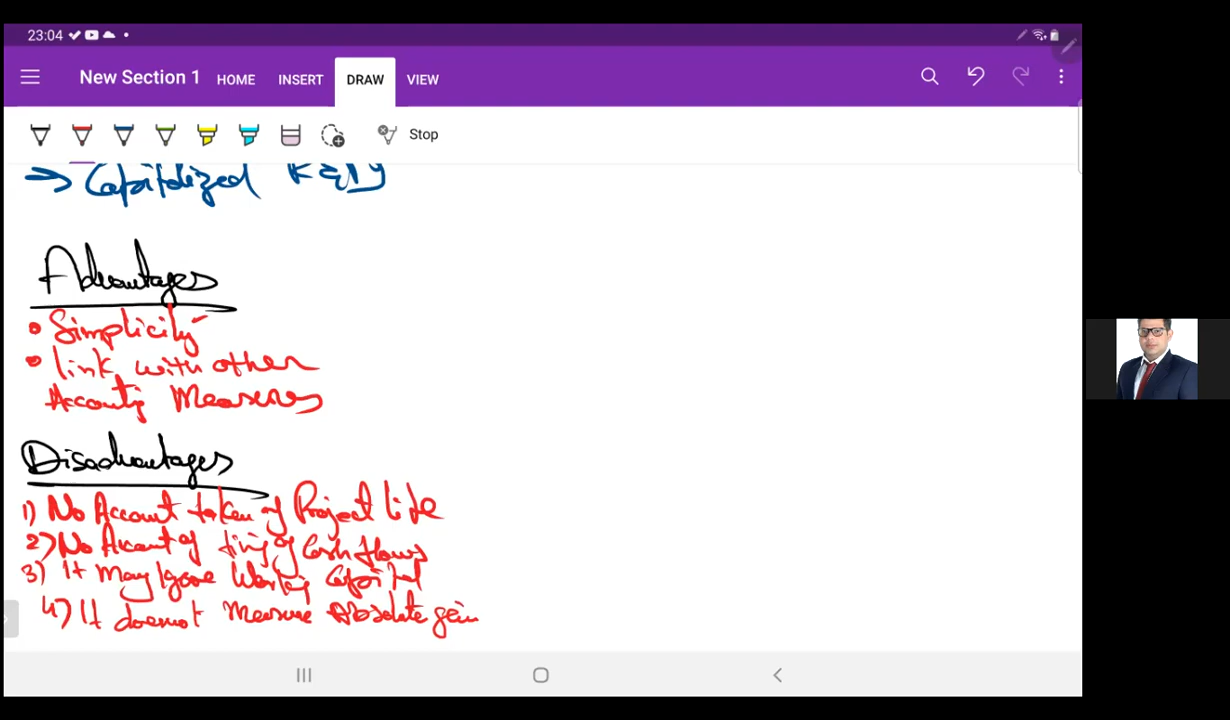 23:04
New Section 1 HOME INSERT DRAW VIEW
Stop
⇒ Capitalized R & D
Advantages
• Simplicity
• link with other
Accounting Measures
Disadvantages
1) No Account taken of Project Life
2) No Account of timing of Cash flows
3) It May Ignore Working Capital
4) It doesnot Measure Absolute gain